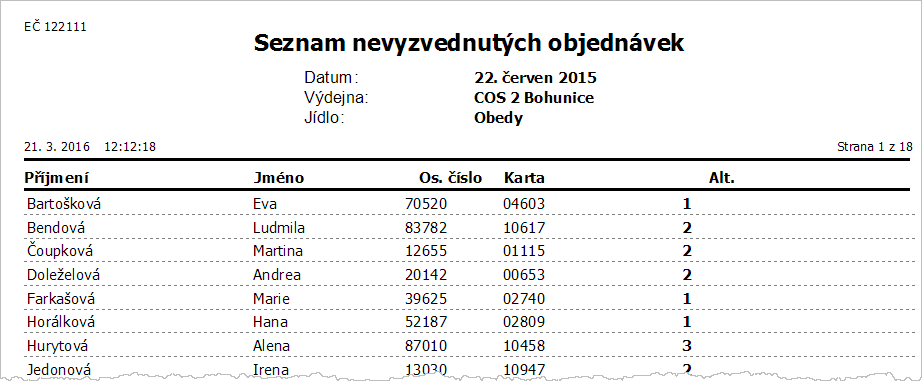 EČ 122111
Seznam nevyzvednutých objednávek
Datum: 22. červen 2015
Výdejna: COS 2 Bohunice
Jídlo: Obedy
21. 3. 2016 12:12:18 Strana 1 z 18
Příjmení Jméno Os. číslo Karta Alt.
Bartošková Eva 70520 04603 1
Bendová Ludmila 83782 10617 2
Čoupková Martina 12655 01115 2
Doleželová Andrea 20142 00653 2
Farkašová Marie 39625 02740 1
Horálková Hana 52187 02809 1
Hurytová Alena 87010 10458 3
Jedonová Irena 13030 10947 2